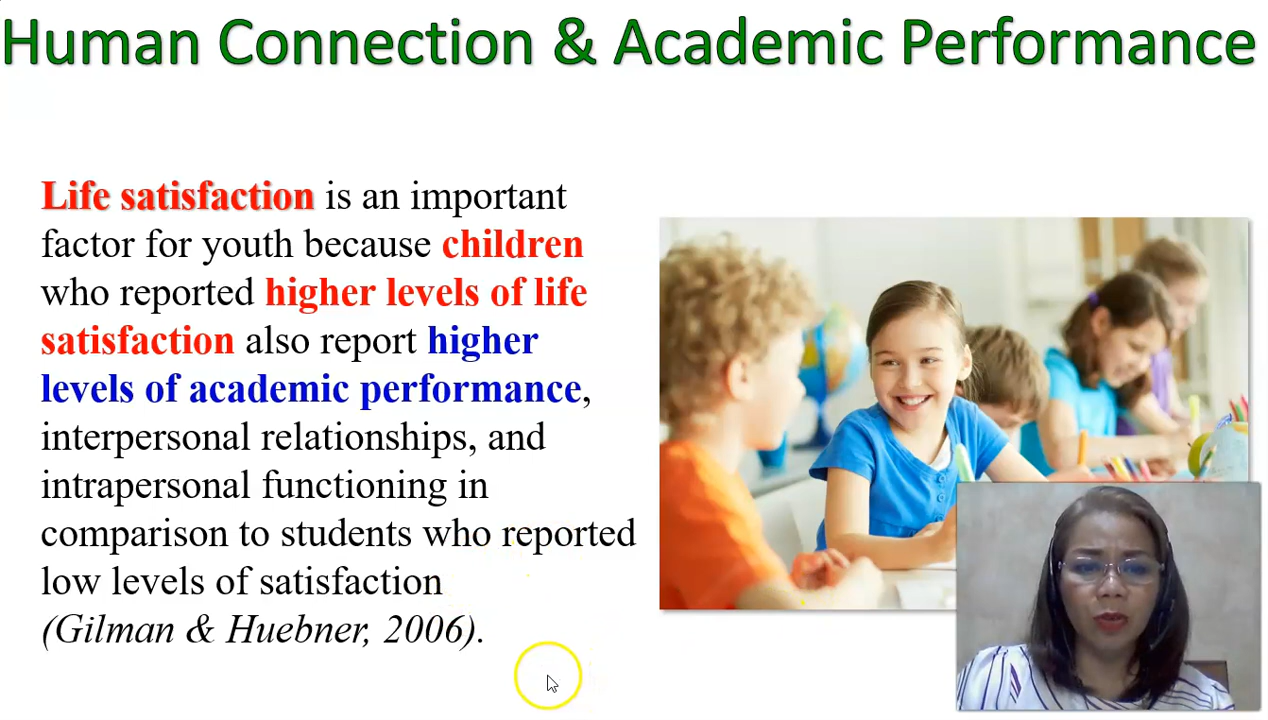 Human Connection & Academic Performance
Life satisfaction is an important
factor for youth because children
who reported higher levels of life
satisfaction also report higher
levels of academic performance,
interpersonal relationships, and
intrapersonal functioning in
comparison to students who reported
low levels of satisfaction
(Gilman & Huebner, 2006).